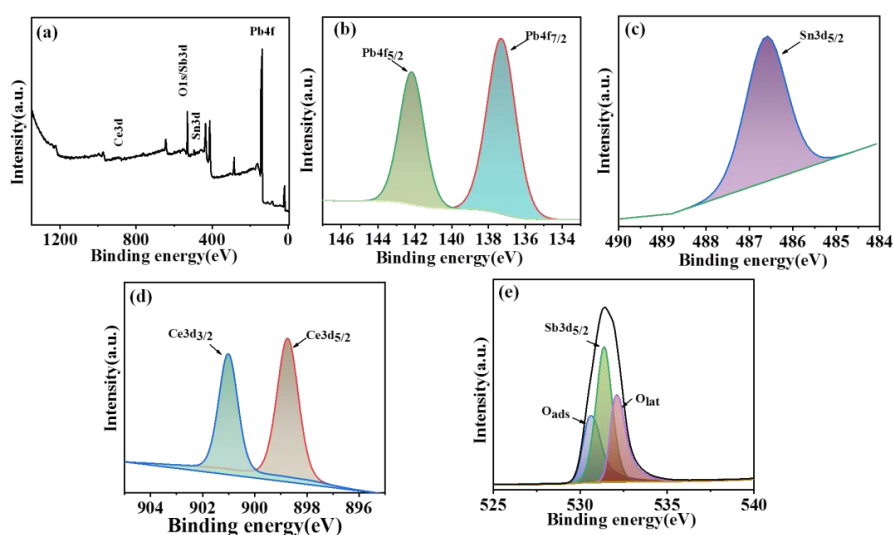 (a)
Pb4f
O1s/Sb3d
Sn3d
Ce3d
Intensity(a.u.)
1200 800 400 0
Binding energy(eV)
(b)
Pb4f5/2
Pb4f7/2
Intensity(a.u.)
146 144 142 140 138 136 134
Binding energy(eV)
(c)
Sn3d5/2
Intensity(a.u.)
490 489 488 487 486 485 484
Binding energy(eV)
(d)
Ce3d3/2
Ce3d5/2
Intensity(a.u.)
904 902 900 898 896
Binding energy(eV)
(e)
Sb3d5/2
Oads
Olat
Intensity(a.u.)
525 530 535 540
Binding energy(eV)